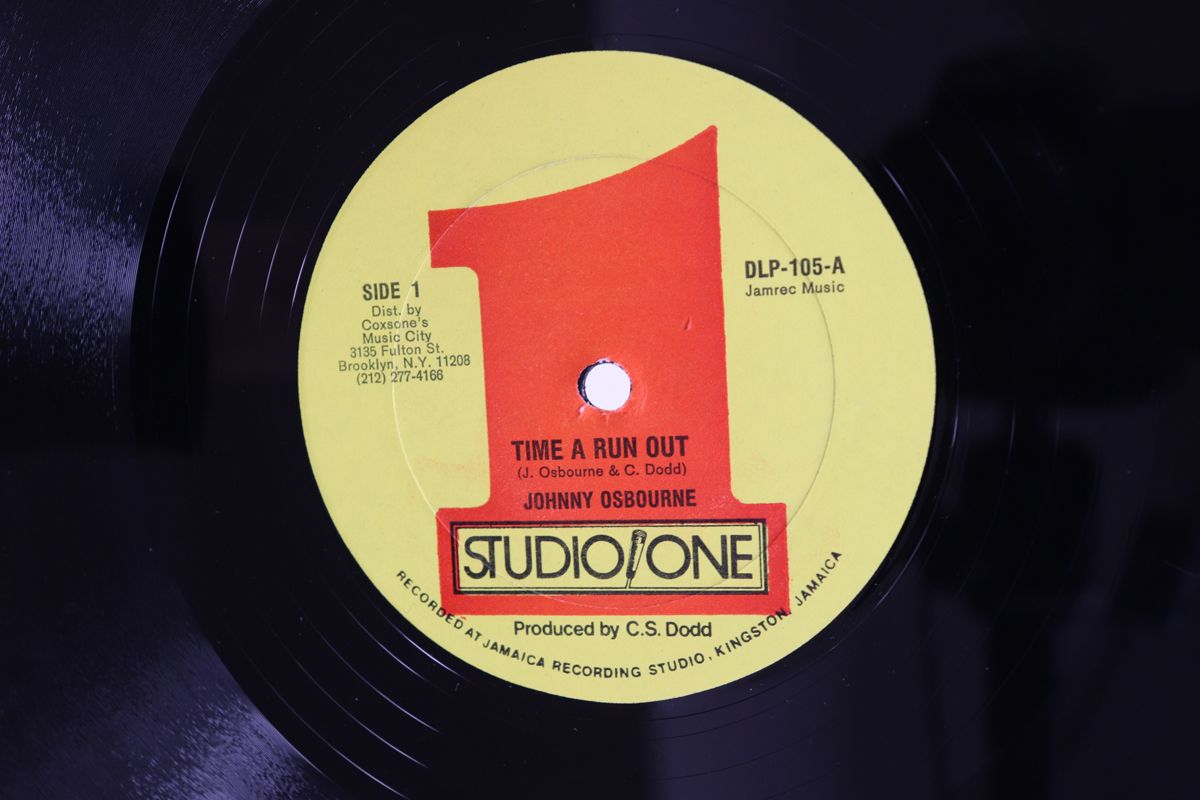 SIDE 1
Dist. by
Coxsone's
Music City
3135 Fulton St.
Brooklyn, N.Y. 11208
(212) 277-4166
DLP-105-A
Jamrec Music
TIME A RUN OUT
(J. Osbourne & C. Dodd)
JOHNNY OSBOURNE
STUDIO ONE
Produced by C.S. Dodd
RECORDED AT JAMAICA RECORDING STUDIO, KINGSTON, JAMAICA